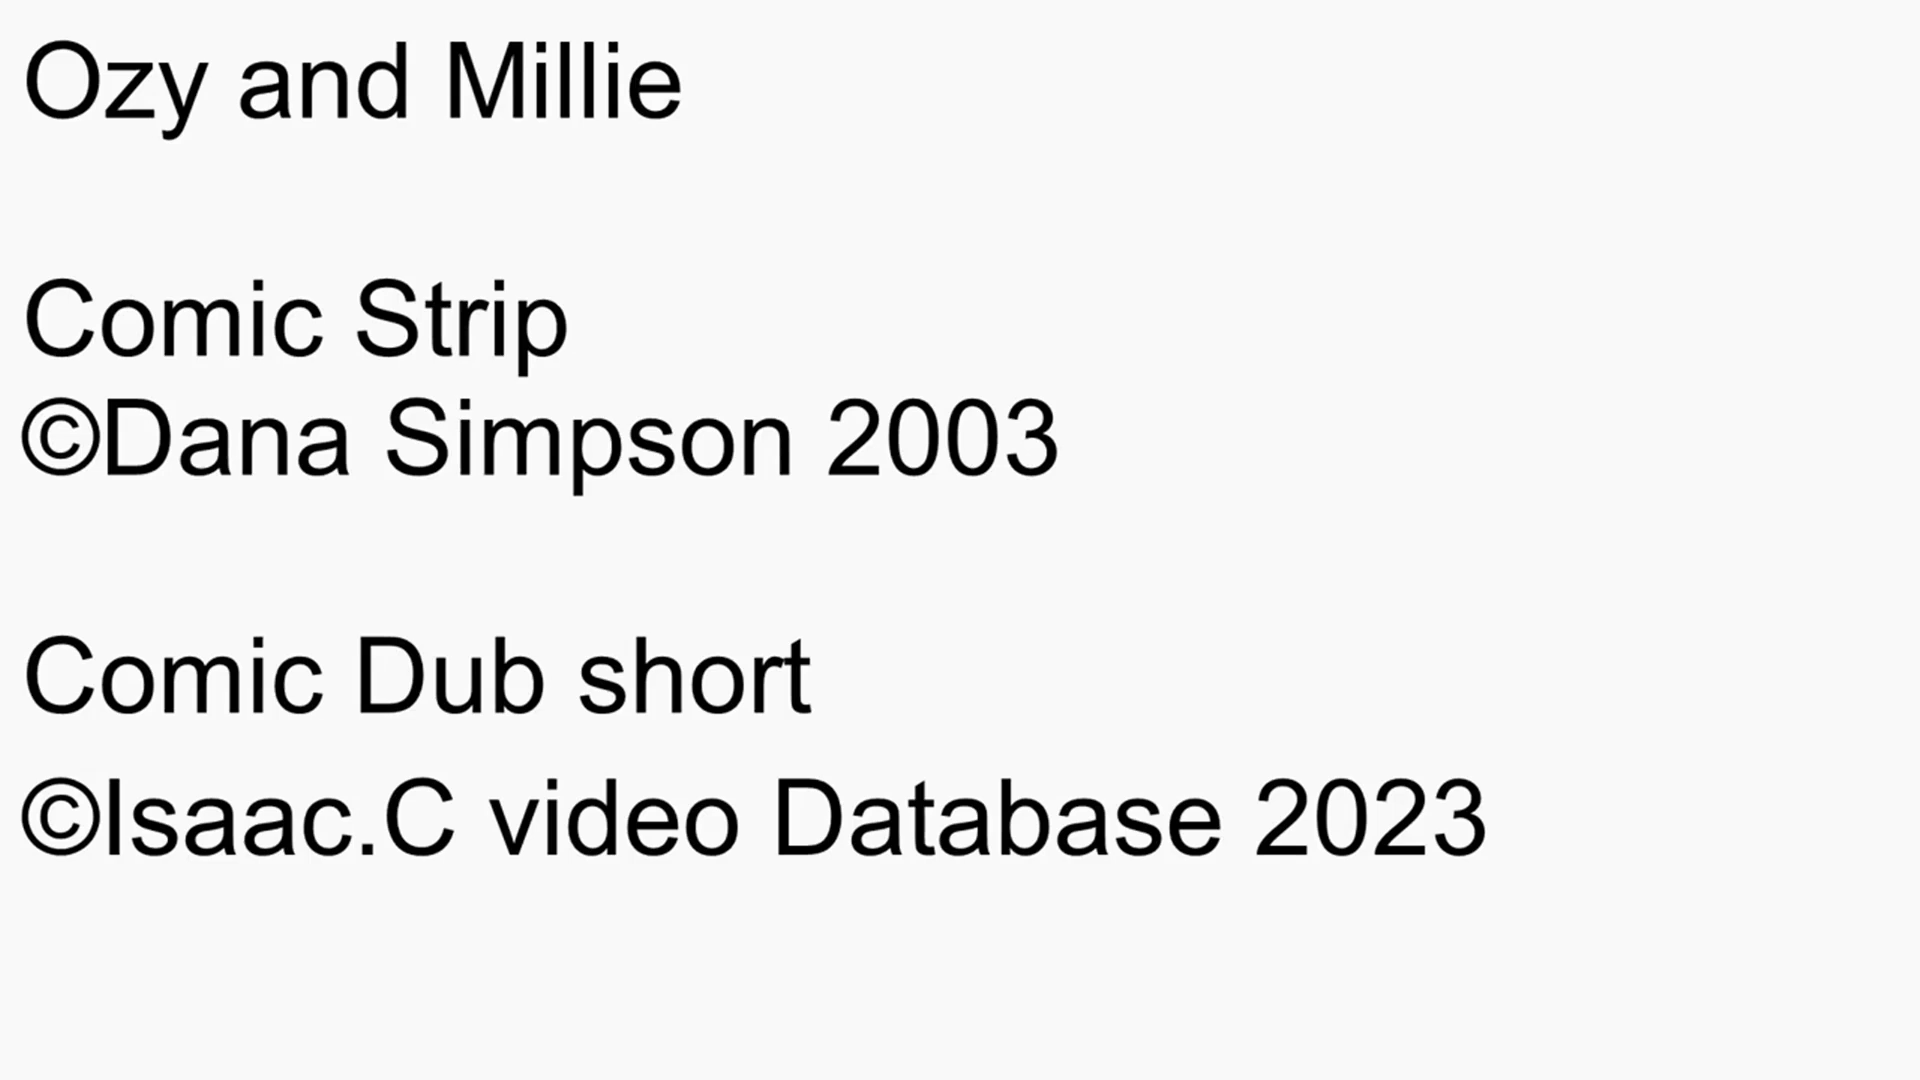 Ozy and Millie
Comic Strip
©Dana Simpson 2003
Comic Dub short
©Isaac.C video Database 2023